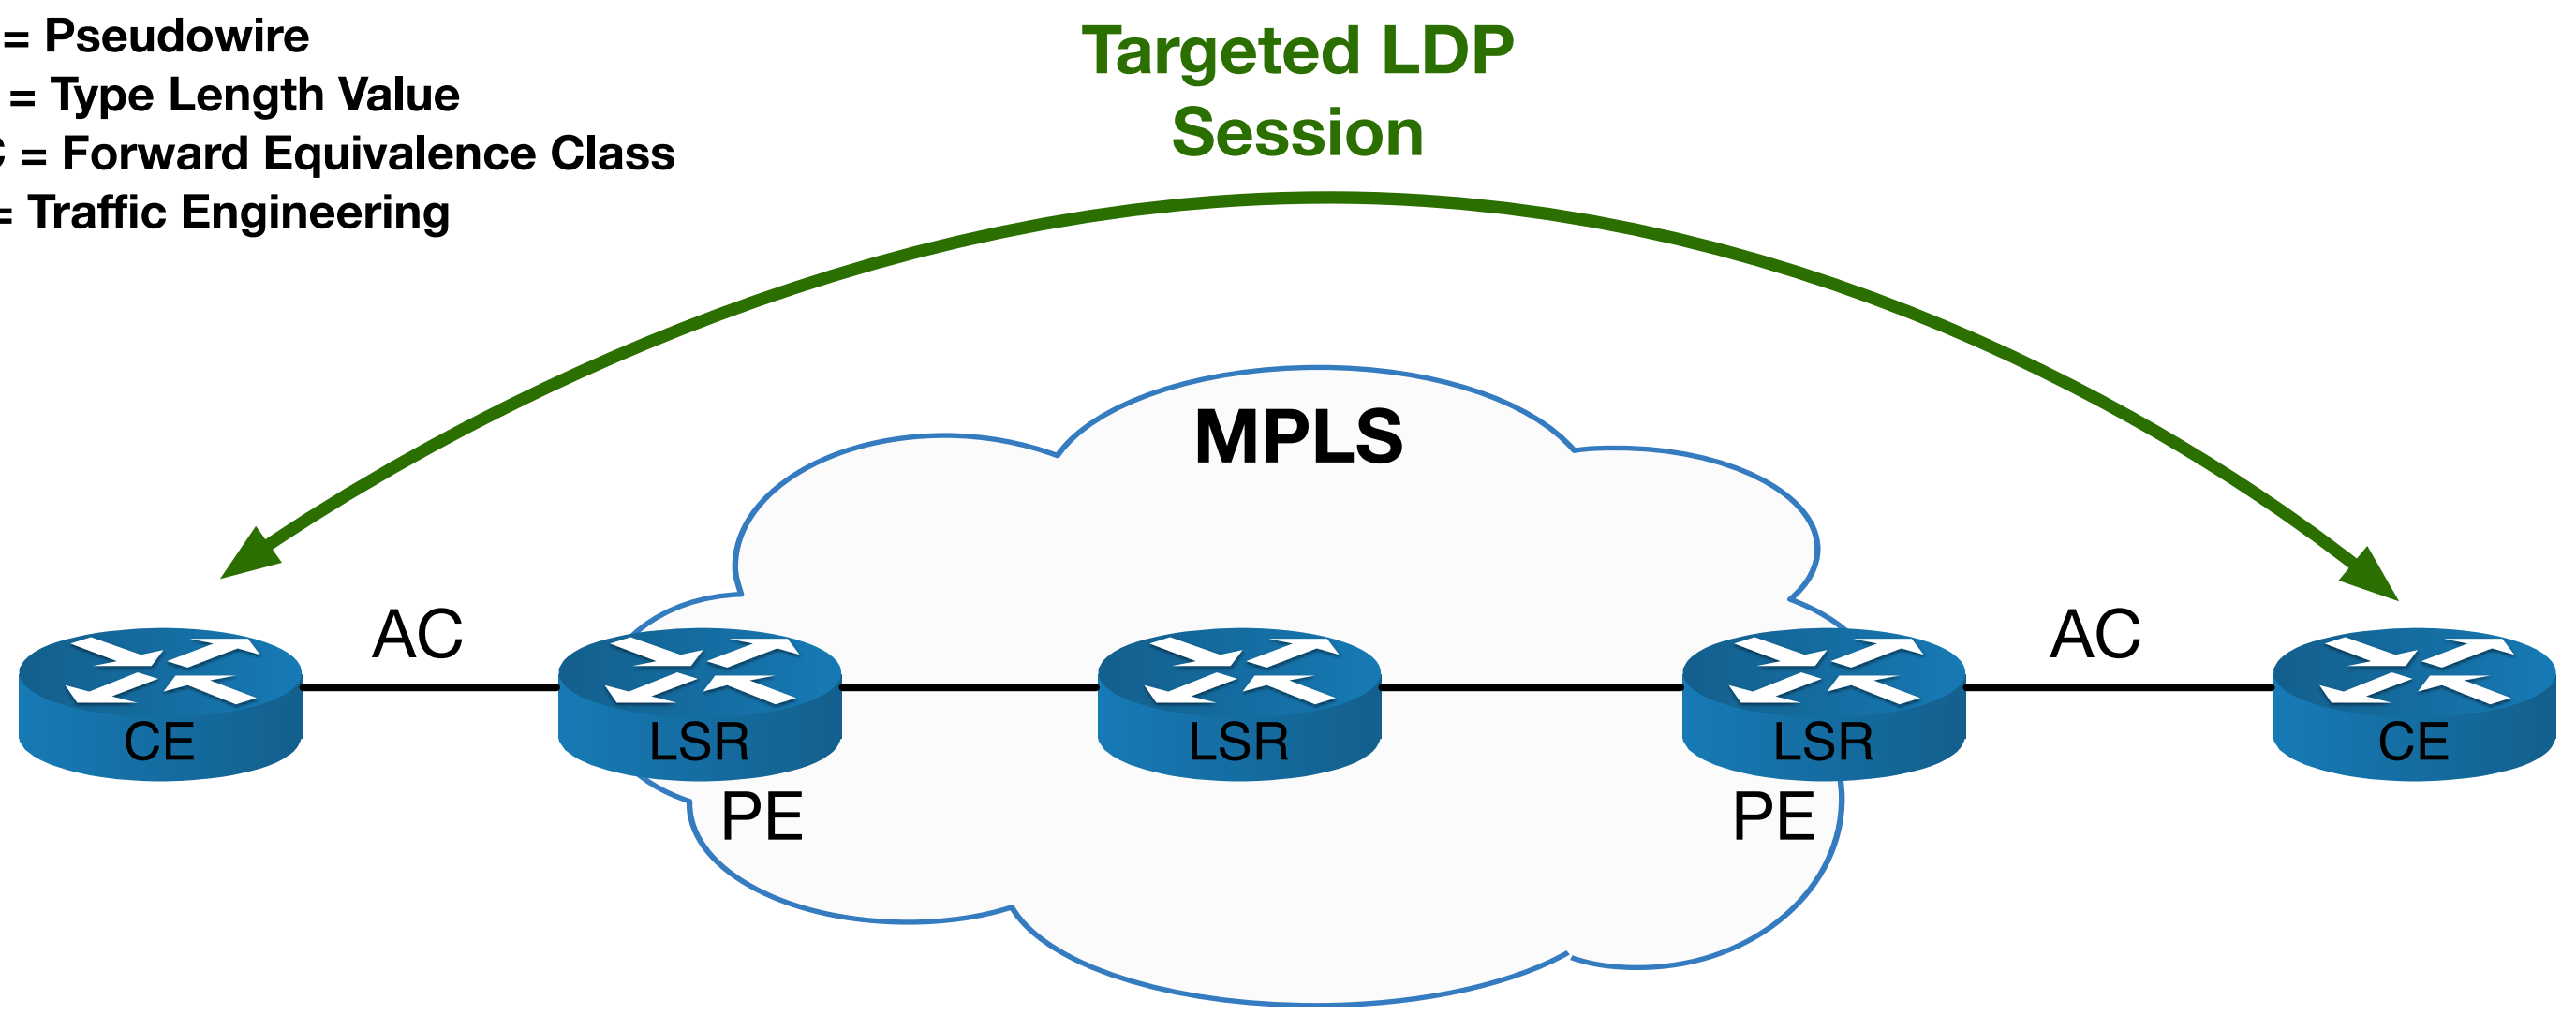 = Pseudowire
= Type Length Value
C = Forward Equivalence Class
= Traffic Engineering
Targeted LDP
Session
MPLS
AC
AC
CE
LSR
LSR
LSR
CE
PE
PE